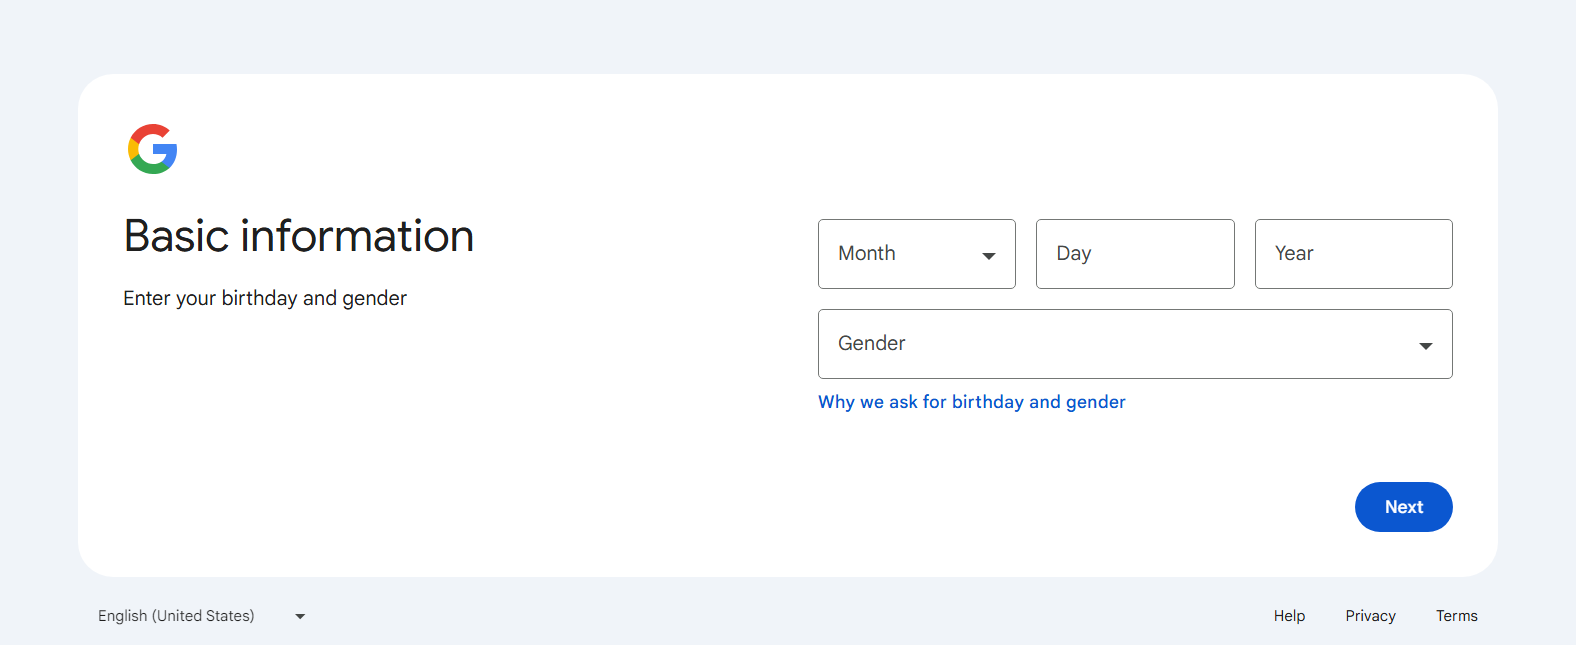 Basic information
Enter your birthday and gender
Month
Day
Year
Gender
Why we ask for birthday and gender
Next
English (United States)
Help
Privacy
Terms